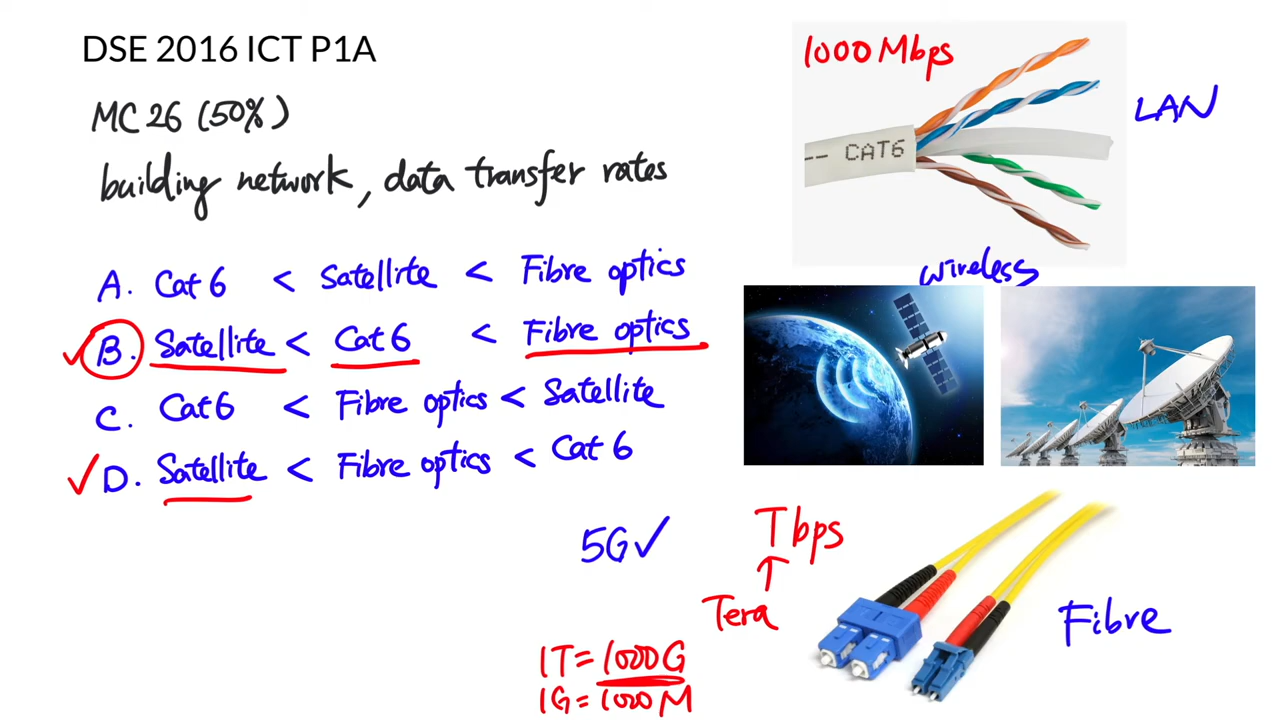 DSE 2016 ICT P1A
MC 26 (50%)
building network, data transfer rates
A. Cat 6 < Satellite < Fibre optics
B. Satellite < Cat 6 < Fibre optics
C. Cat 6 < Fibre optics < Satellite
D. Satellite < Fibre optics < Cat 6
5G✓
1000 Mbps
-- CAT6
LAN
wireless
Tbps
Tera
Fibre
1T = 1000G
1G = 1000M